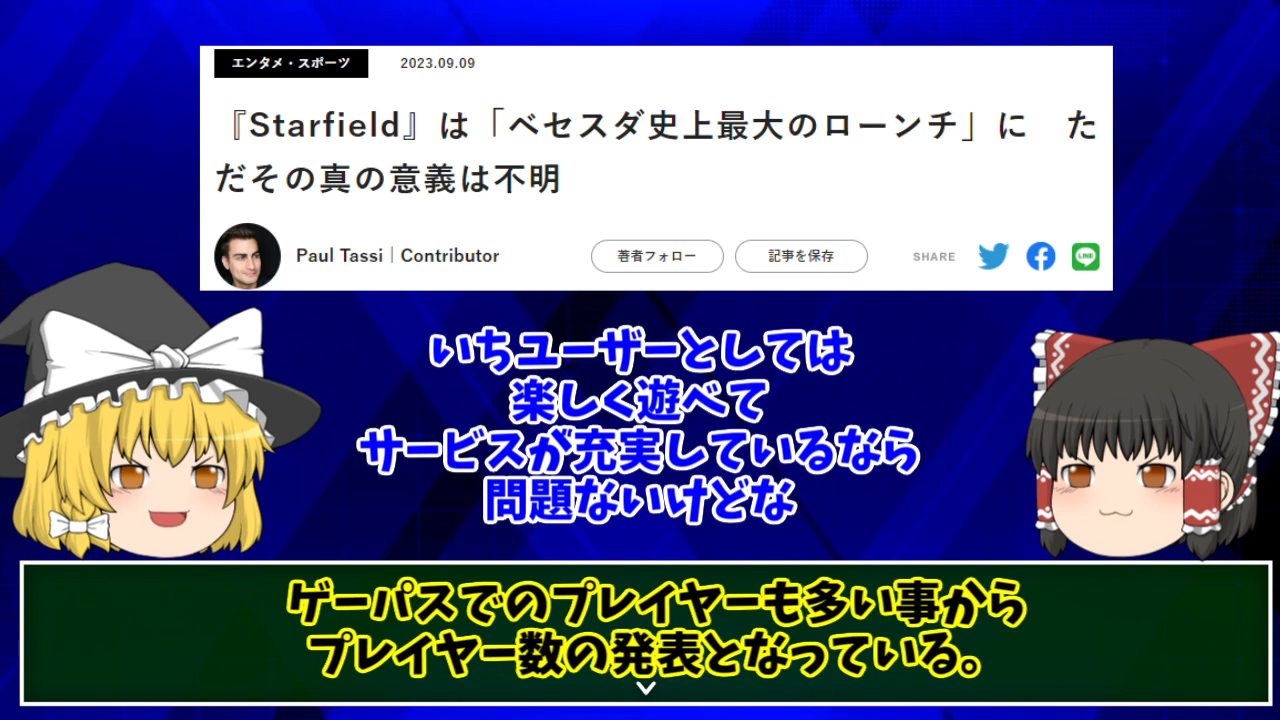 エンタメ・スポーツ 2023.09.09
『Starfield』は「ベセスダ史上最大のローンチ」に　た
だその真の意義は不明
Paul Tassi | Contributor 著者フォロー 記事を保存 SHARE LINE
いちユーザーとしては
楽しく遊べて
サービスが充実しているなら
問題ないけどな
ゲーパスでのプレイヤーも多い事から
プレイヤー数の発表となっている。